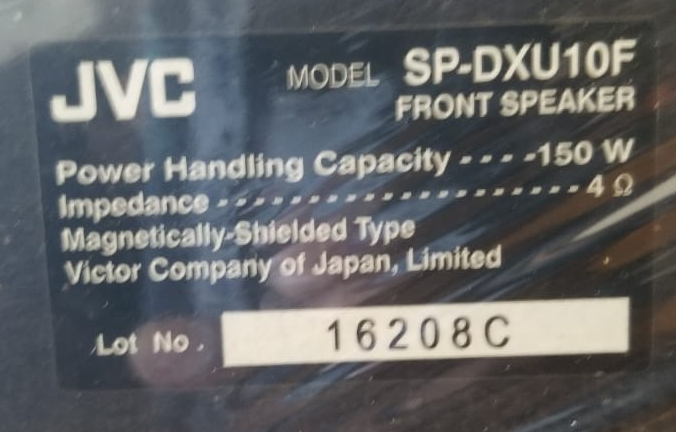 JVC MODEL SP-DXU10F
FRONT SPEAKER
Power Handling Capacity - - - -150 W
Impedance - - - - - - - - - - - - - - - - - - - - 4 Ω
Magnetically-Shielded Type
Victor Company of Japan, Limited
Lot No. 16208C